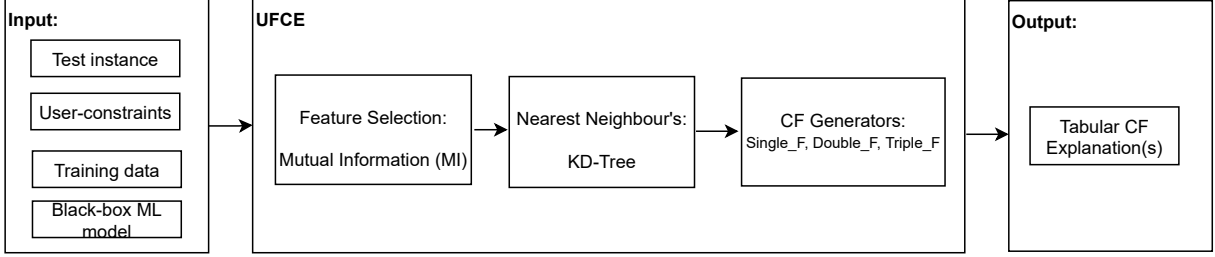 Input:
Test instance
User-constraints
Training data
Black-box ML
model
UFCE
Feature Selection:
Mutual Information (MI)
Nearest Neighbour's:
KD-Tree
CF Generators:
Single_F, Double_F, Triple_F
Output:
Tabular CF
Explanation(s)